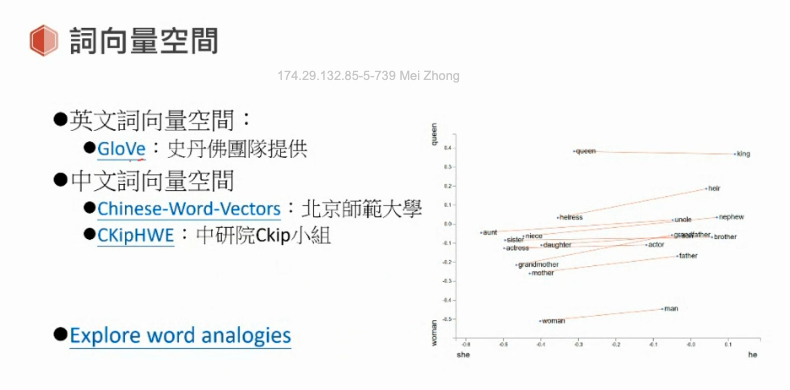 詞向量空間
174.29.132.85-5-739 Mei Zhong
●英文詞向量空間：
●GloVe：史丹佛團隊提供
●中文詞向量空間
●Chinese-Word-Vectors：北京師範大學
●CKipHWE：中研院Ckip小組
●Explore word analogies
queen
woman
0.4
0.3
0.2
0.1
0.0
-0.1
-0.2
-0.3
-0.4
-0.5
queen
king
heir
heiress
uncle
nephew
aunt
niece
sister
grandfather
brother
daughter
actor
actress
father
grandmother
mother
man
woman
-0.6
-0.5
-0.4
-0.3
-0.2
-0.1
-0.0
0.1
she
he